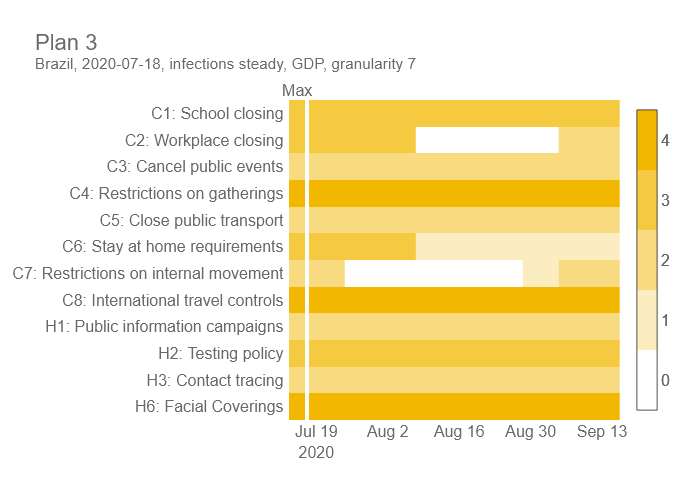 Plan 3
Brazil, 2020-07-18, infections steady, GDP, granularity 7
Max
C1: School closing
C2: Workplace closing
C3: Cancel public events
C4: Restrictions on gatherings
C5: Close public transport
C6: Stay at home requirements
C7: Restrictions on internal movement
C8: International travel controls
H1: Public information campaigns
H2: Testing policy
H3: Contact tracing
H6: Facial Coverings
4
3
2
1
0
Jul 19 Aug 2 Aug 16 Aug 30 Sep 13
2020